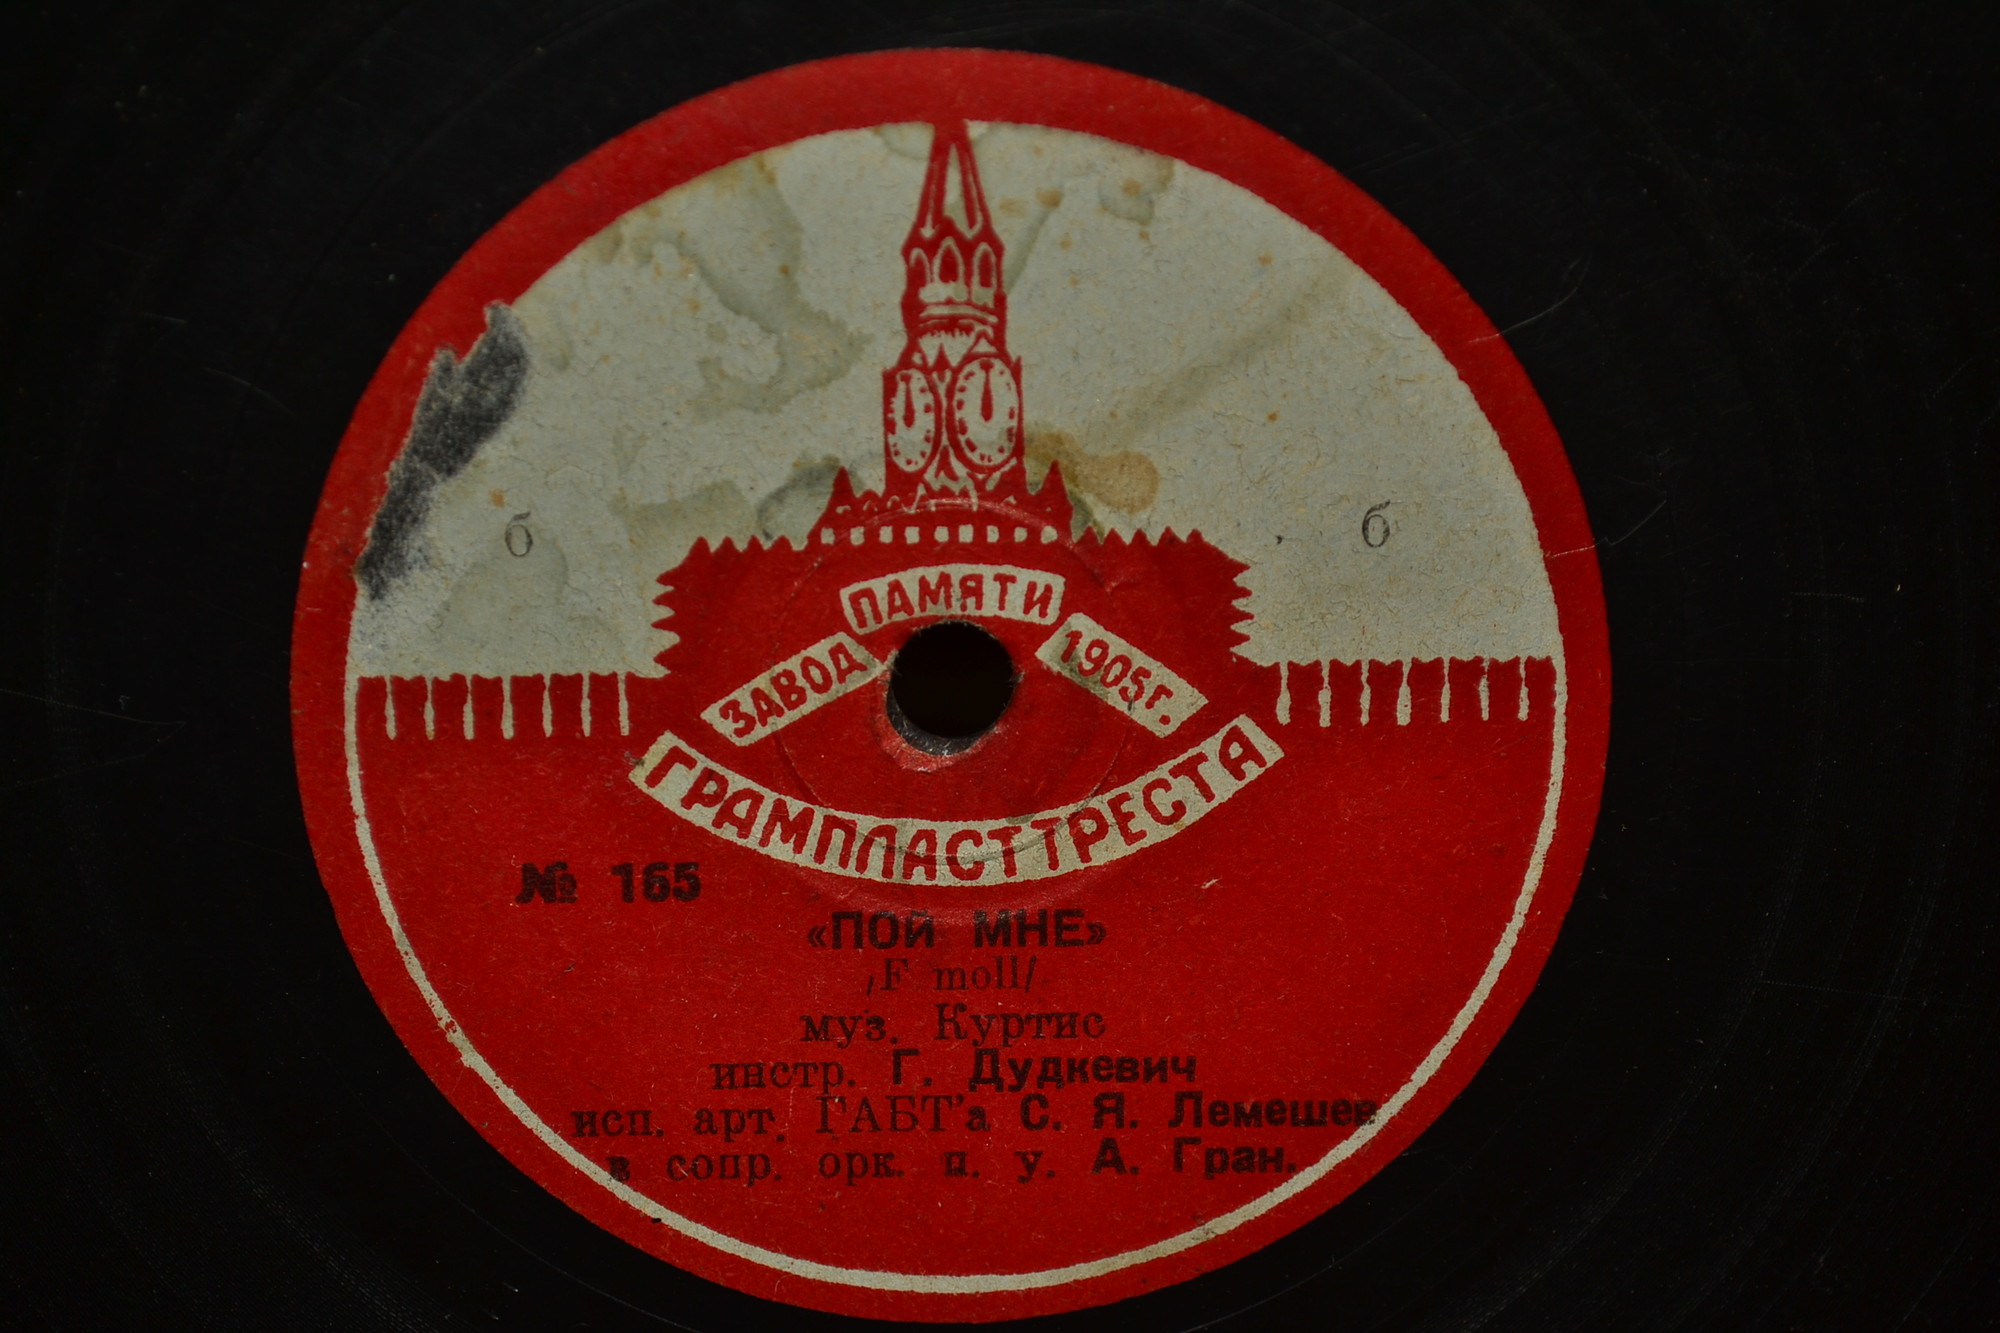 б б
ЗАВОД ПАМЯТИ 1905г.
ГРАМПЛАСТТРЕСТА
№ 165
«ПОЙ МНЕ»
/F moll/
муз. Куртис
инстр. Г. Дудкевич
исп. арт. ГАБТ'а С. Я. Лемешев
в сопр. орк. п. у. А. Гран.